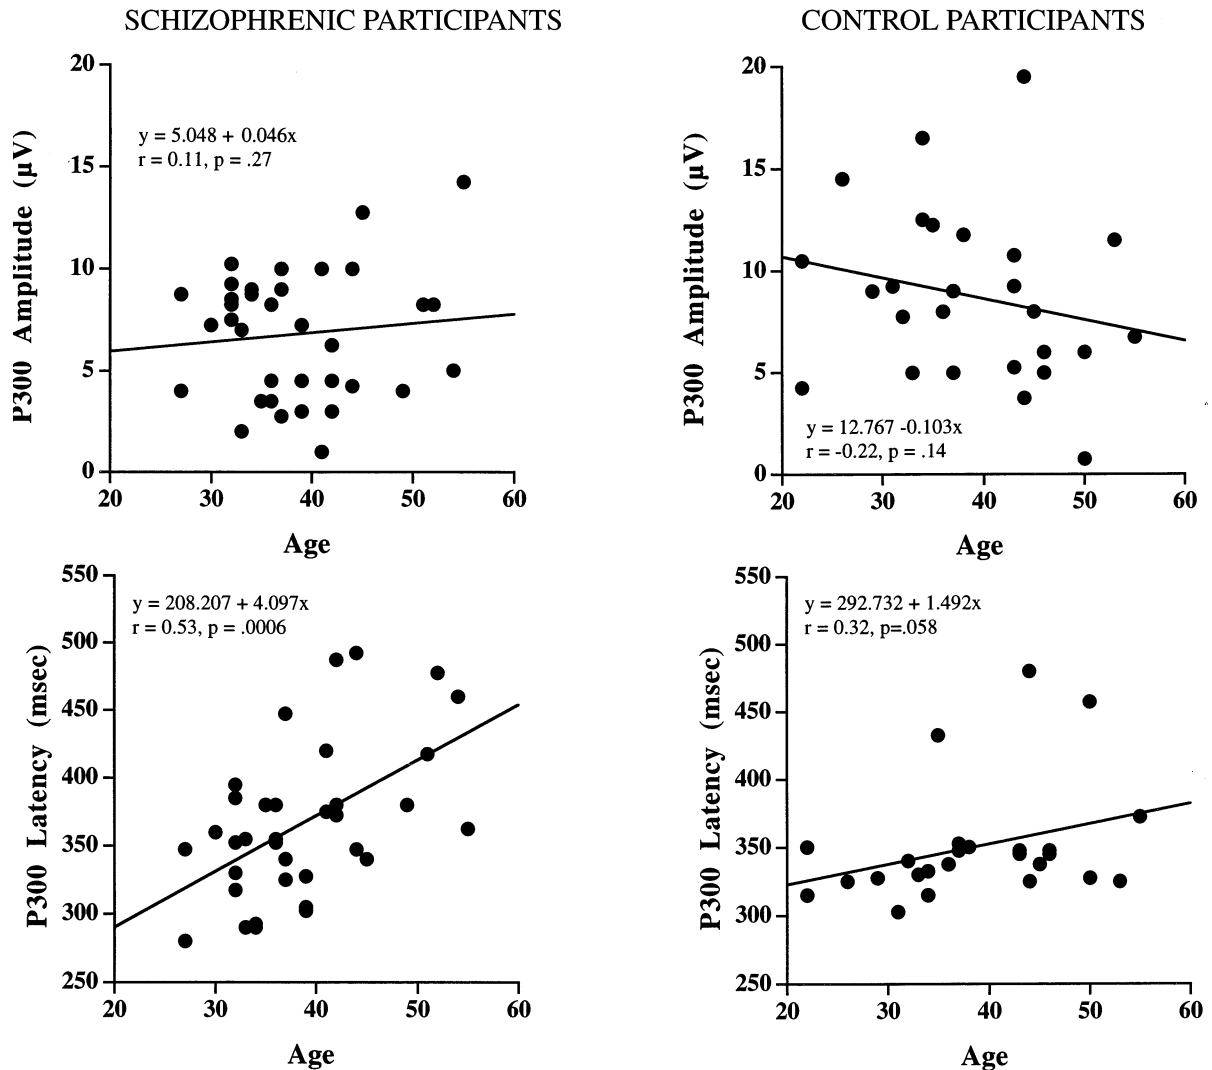 SCHIZOPHRENIC PARTICIPANTS
CONTROL PARTICIPANTS
P300 Amplitude (µV)
20
15
10
5
0
y = 5.048 + 0.046x
r = 0.11, p = .27
20 30 40 50 60
Age
P300 Amplitude (µV)
20
15
10
5
0
y = 12.767 -0.103x
r = -0.22, p = .14
20 30 40 50 60
Age
P300 Latency (msec)
550
500
450
400
350
300
250
y = 208.207 + 4.097x
r = 0.53, p = .0006
20 30 40 50 60
Age
P300 Latency (msec)
550
500
450
400
350
300
250
y = 292.732 + 1.492x
r = 0.32, p=.058
20 30 40 50 60
Age